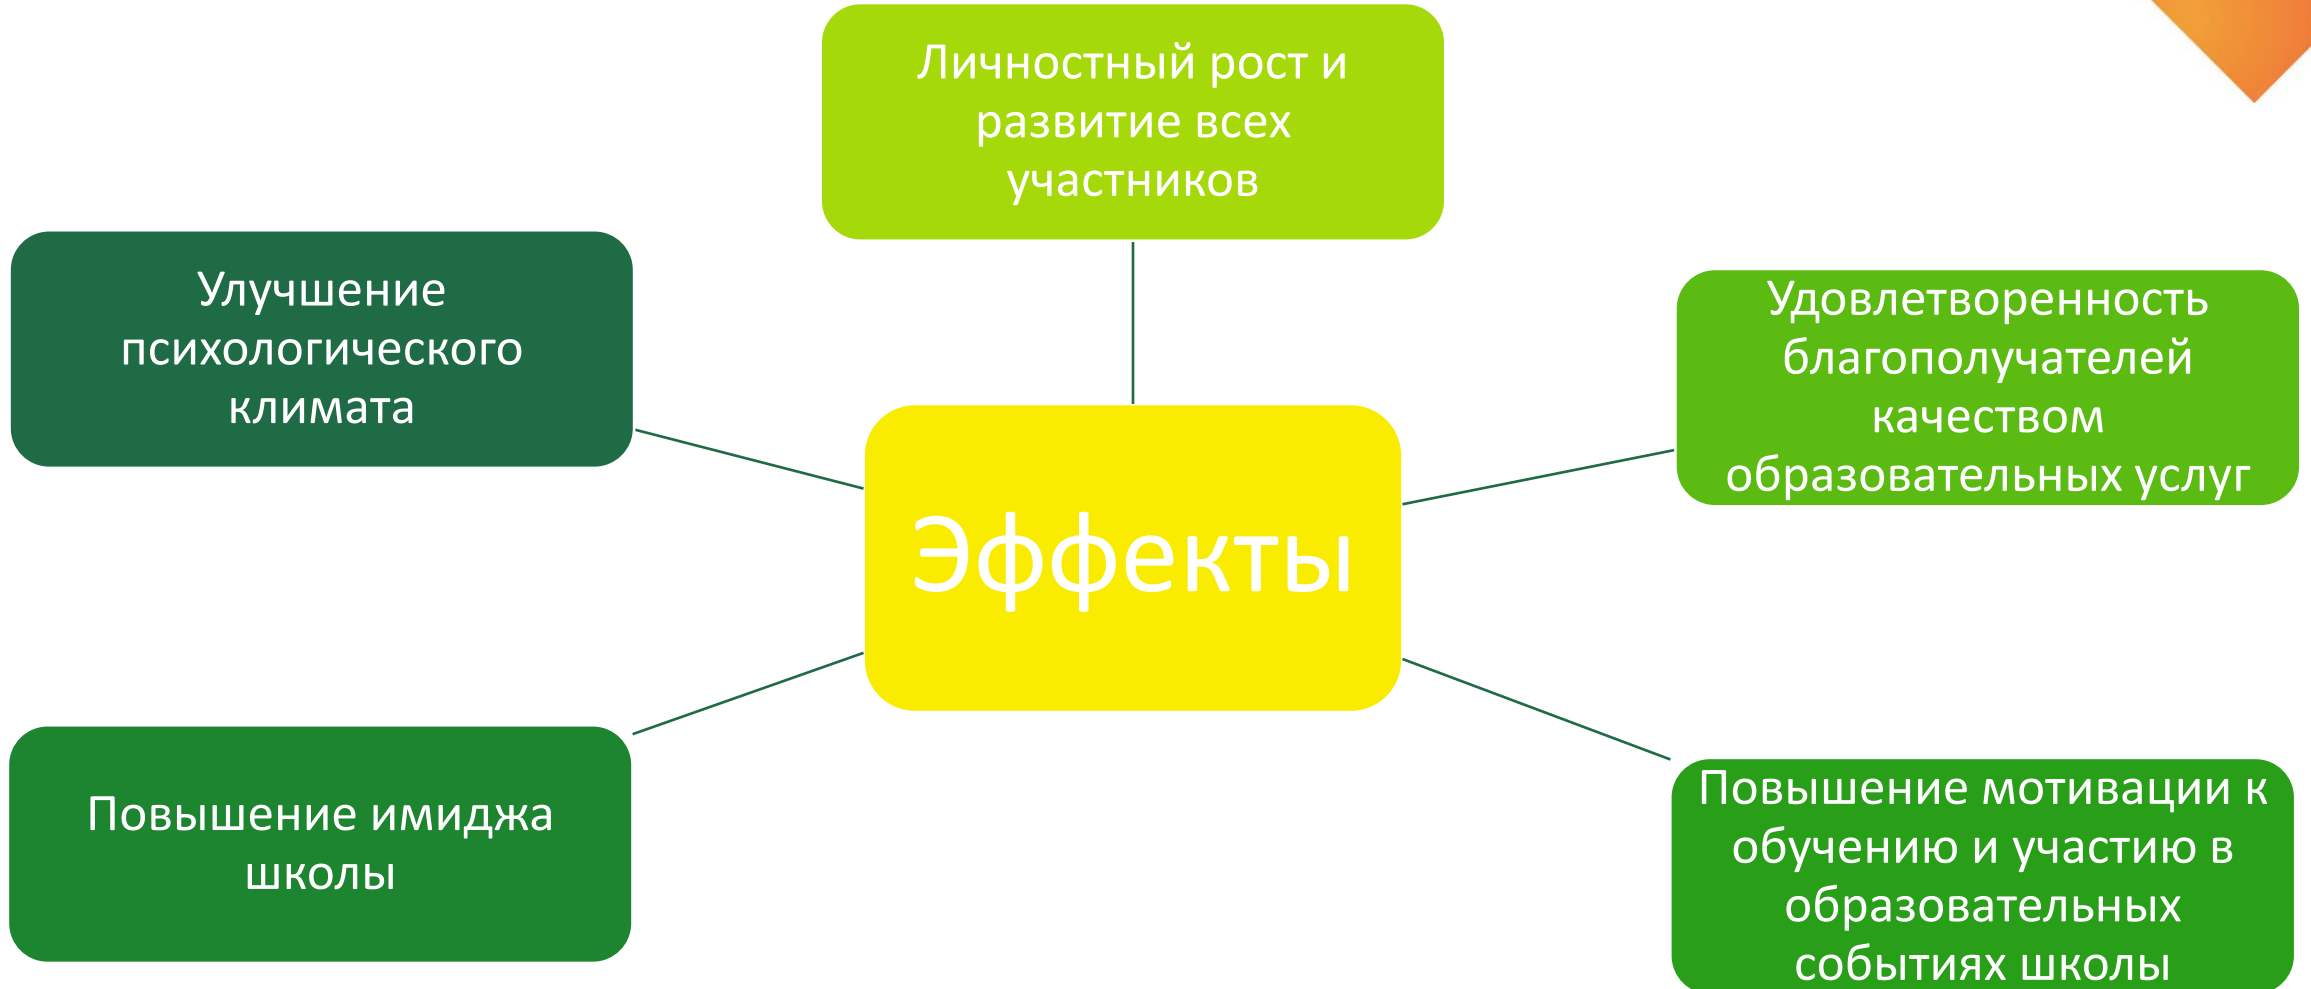 Личностный рост и
развитие всех
участников
Улучшение
психологического
климата
Удовлетворенность
благополучателей
качеством
образовательных услуг
Эффекты
Повышение имиджа
школы
Повышение мотивации к
обучению и участию в
образовательных
событиях школы